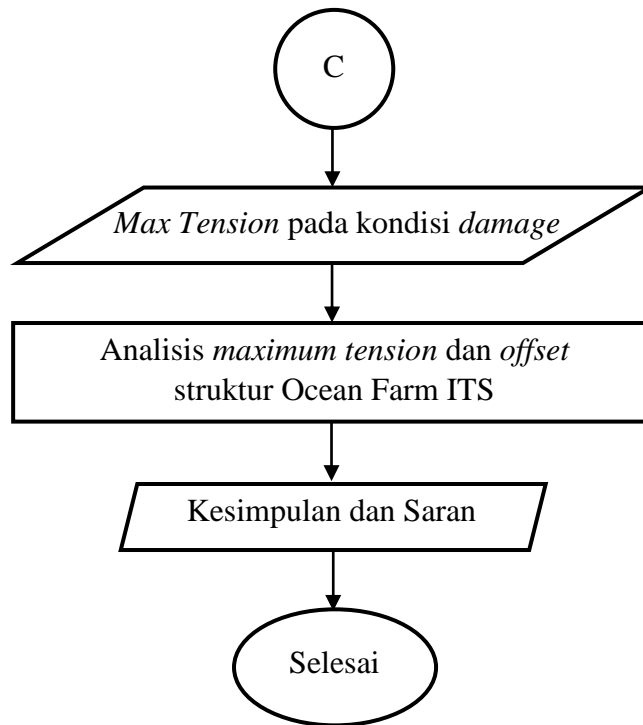 C
Max Tension pada kondisi damage
Analisis maximum tension dan offset
struktur Ocean Farm ITS
Kesimpulan dan Saran
Selesai